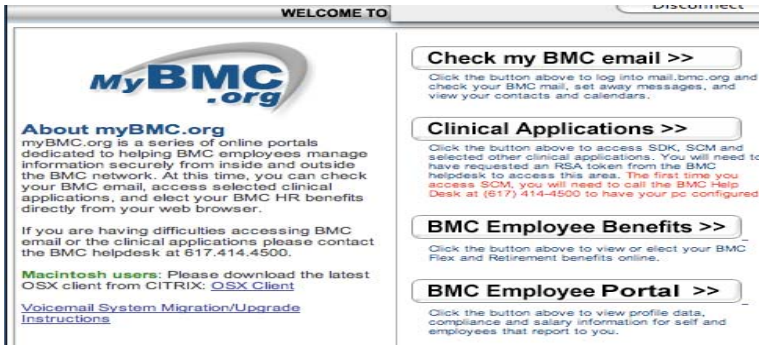 WELCOME TO
Disconnect
MyBMC
.org
About myBMC.org
myBMC.org is a series of online portals
dedicated to helping BMC employees manage
information securely from inside and outside
the BMC network. At this time, you can check
your BMC email, access selected clinical
applications, and elect your BMC HR benefits
directly from your web browser.
If you are having difficulties accessing BMC
email or the clinical applications please contact
the BMC helpdesk at 617.414.4500.
Macintosh users: Please download the latest
OSX client from CITRIX: OSX Client
Voicemail System Migration/Upgrade
Instructions
Check my BMC email >>
Click the button above to log into mail.bmc.org and
check your BMC mail, set away messages, and
view your contacts and calendars.
Clinical Applications >>
Click the button above to access SDK, SCM and
selected other clinical applications. You will need to
have requested an RSA token from the BMC
helpdesk to access this area. The first time you
access SCM, you will need to call the BMC Help
Desk at (617) 414-4500 to have your pc configured
BMC Employee Benefits >>
Click the button above to view or elect your BMC
Flex and Retirement benefits online.
BMC Employee Portal >>
Click the button above to view profile data,
compliance and salary information for self and
employees that report to you.